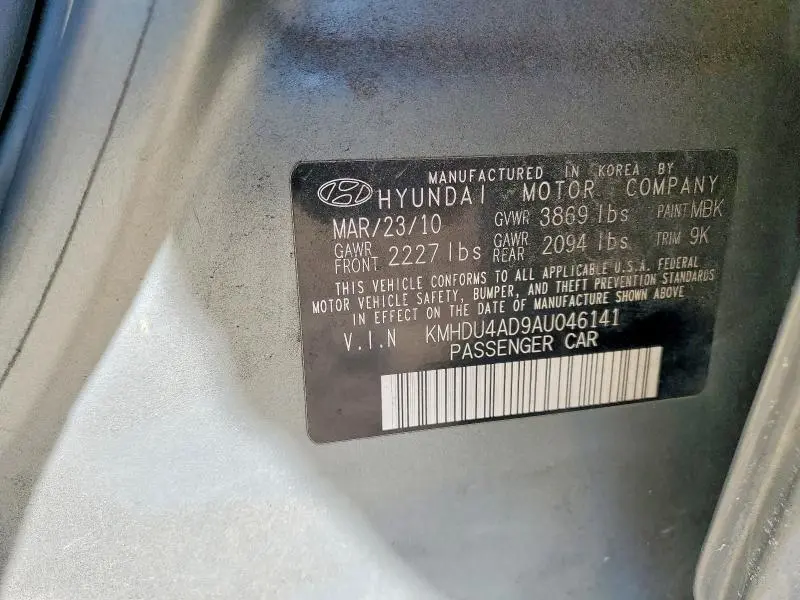 MANUFACTURED IN KOREA BY
HYUNDAI MOTOR COMPANY
MAR/23/10 GVWR 3869 lbs PAINT MBK
GAWR FRONT 2227 lbs GAWR REAR 2094 lbs TRIM 9K
THIS VEHICLE CONFORMS TO ALL APPLICABLE U.S.A. FEDERAL
MOTOR VEHICLE SAFETY, BUMPER, AND THEFT PREVENTION STANDARDS
IN EFFECT ON THE DATE OF MANUFACTURE SHOWN ABOVE
V.I.N KMHDU4AD9AU046141
PASSENGER CAR